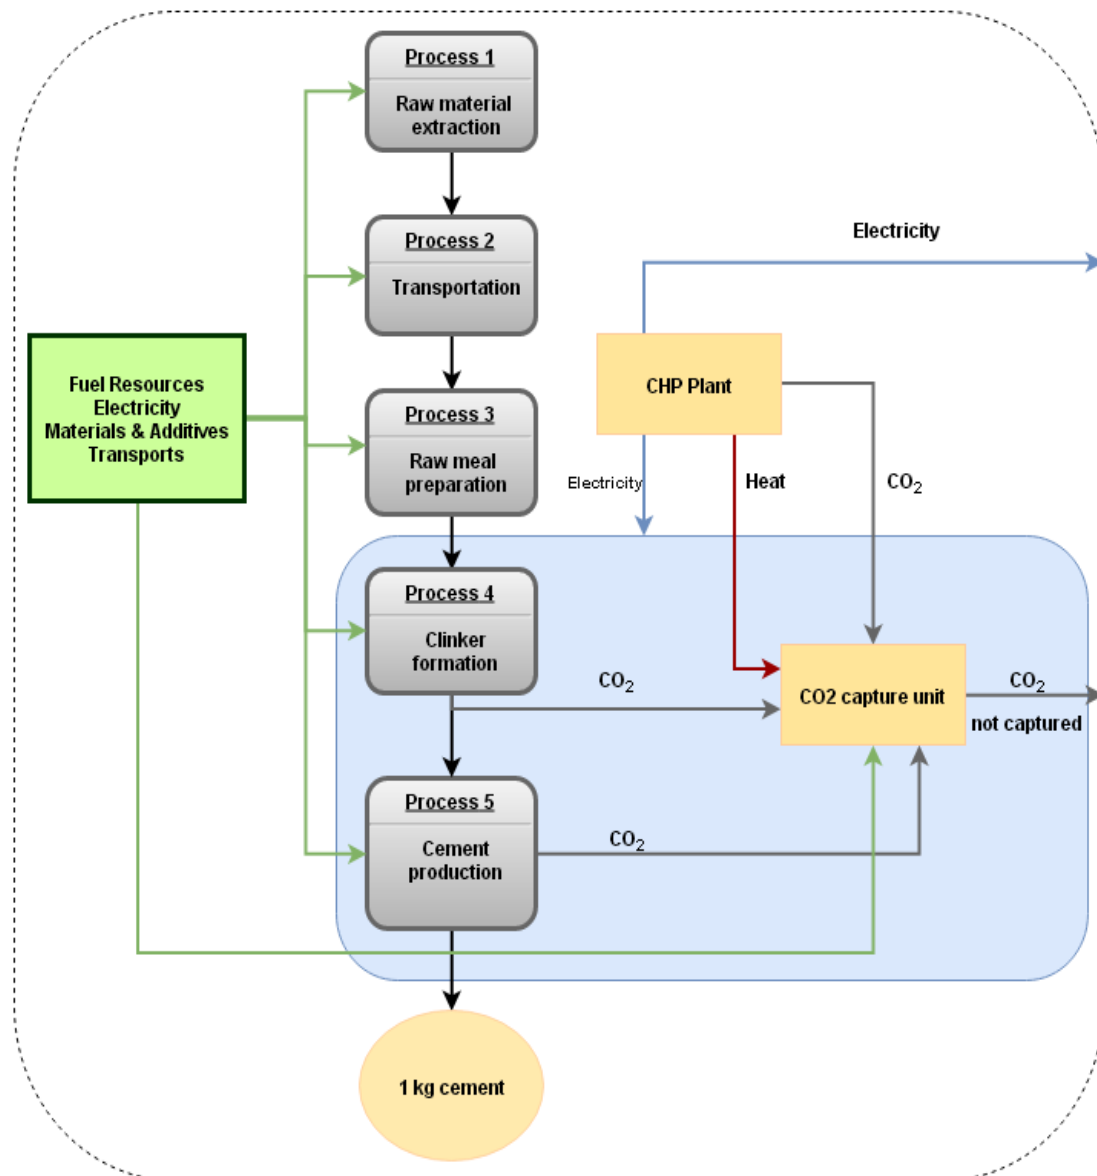 Process 1
Raw material
extraction
Process 2
Transportation
Electricity
Fuel Resources
Electricity
Materials & Additives
Transports
CHP Plant
Process 3
Raw meal
preparation
Electricity
Heat
CO2
Process 4
Clinker
formation
CO2
CO2 capture unit
CO2
not captured
Process 5
Cement
production
CO2
1 kg cement